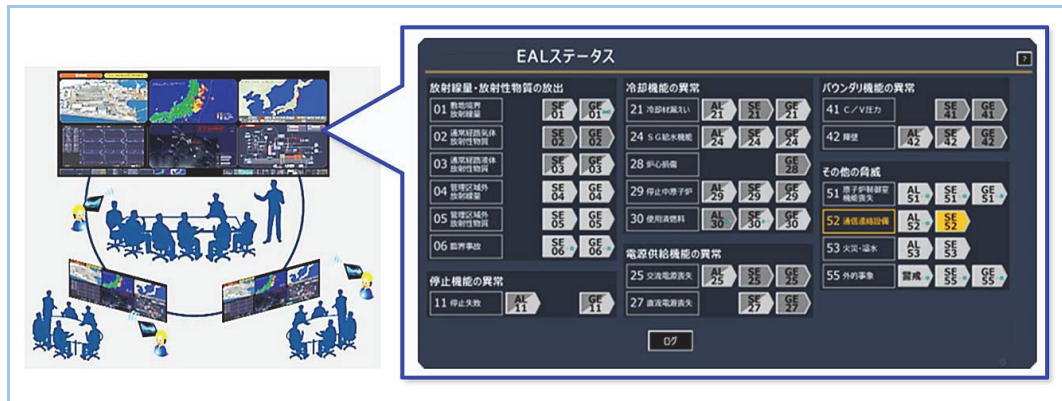 EALステータス
?
放射線量・放射性物質の放出
01 敷地境界
放射線量
SE
01
GE
01
02 通常経路気体
放射性物質
SE
02
GE
02
03 通常経路液体
放射性物質
SE
03
GE
03
04 管理区域外
放射線量
SE
04
GE
04
05 管理区域外
放射性物質
SE
05
GE
05
06 臨界事故
SE
06
GE
06
停止機能の異常
11 停止失敗
AL
11
GE
11
冷却機能の異常
21 冷却材漏えい
AL
21
SE
21
GE
21
24 SG給水機能
AL
24
SE
24
GE
24
28 炉心損傷
GE
28
29 停止中原子炉
AL
29
SE
29
GE
29
30 使用済燃料
AL
30
SE
30
GE
30
電源供給機能の異常
25 交流電源喪失
AL
25
SE
25
GE
25
27 直流電源喪失
SE
27
GE
27
バウンダリ機能の異常
41 C/V圧力
SE
41
GE
41
42 障壁
AL
42
SE
42
GE
42
その他の脅威
51 原子炉制御室
機能喪失
AL
51
SE
51
GE
51
52 通信連絡設備
AL
52
SE
52
53 火災・溢水
AL
53
SE
53
55 外的事象
警戒
SE
55
GE
55
ログ